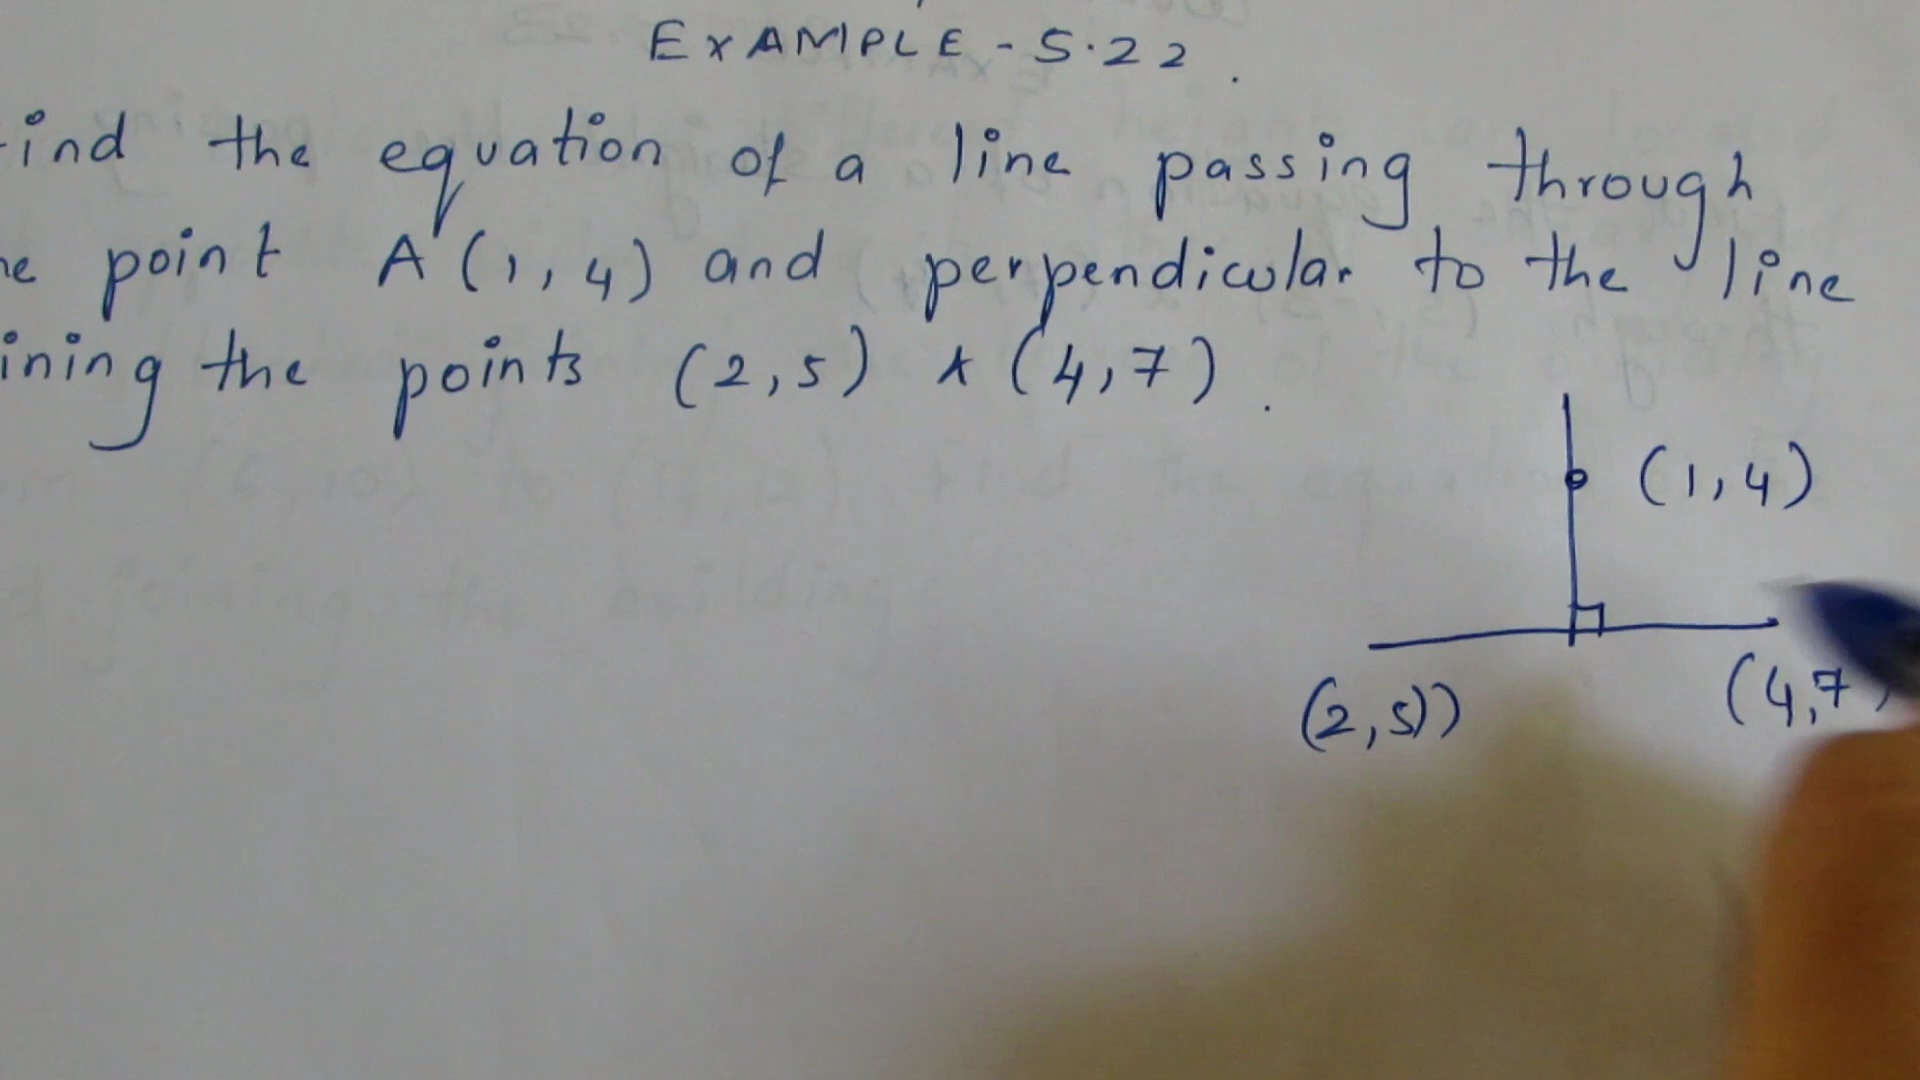 EXAMPLE - 5.22.
ind the equation of a line passing through
e point A (1,4) and perpendicular to the line
ining the points (2,5) & (4,7).
(1,4)
(2,5)) (4,7)